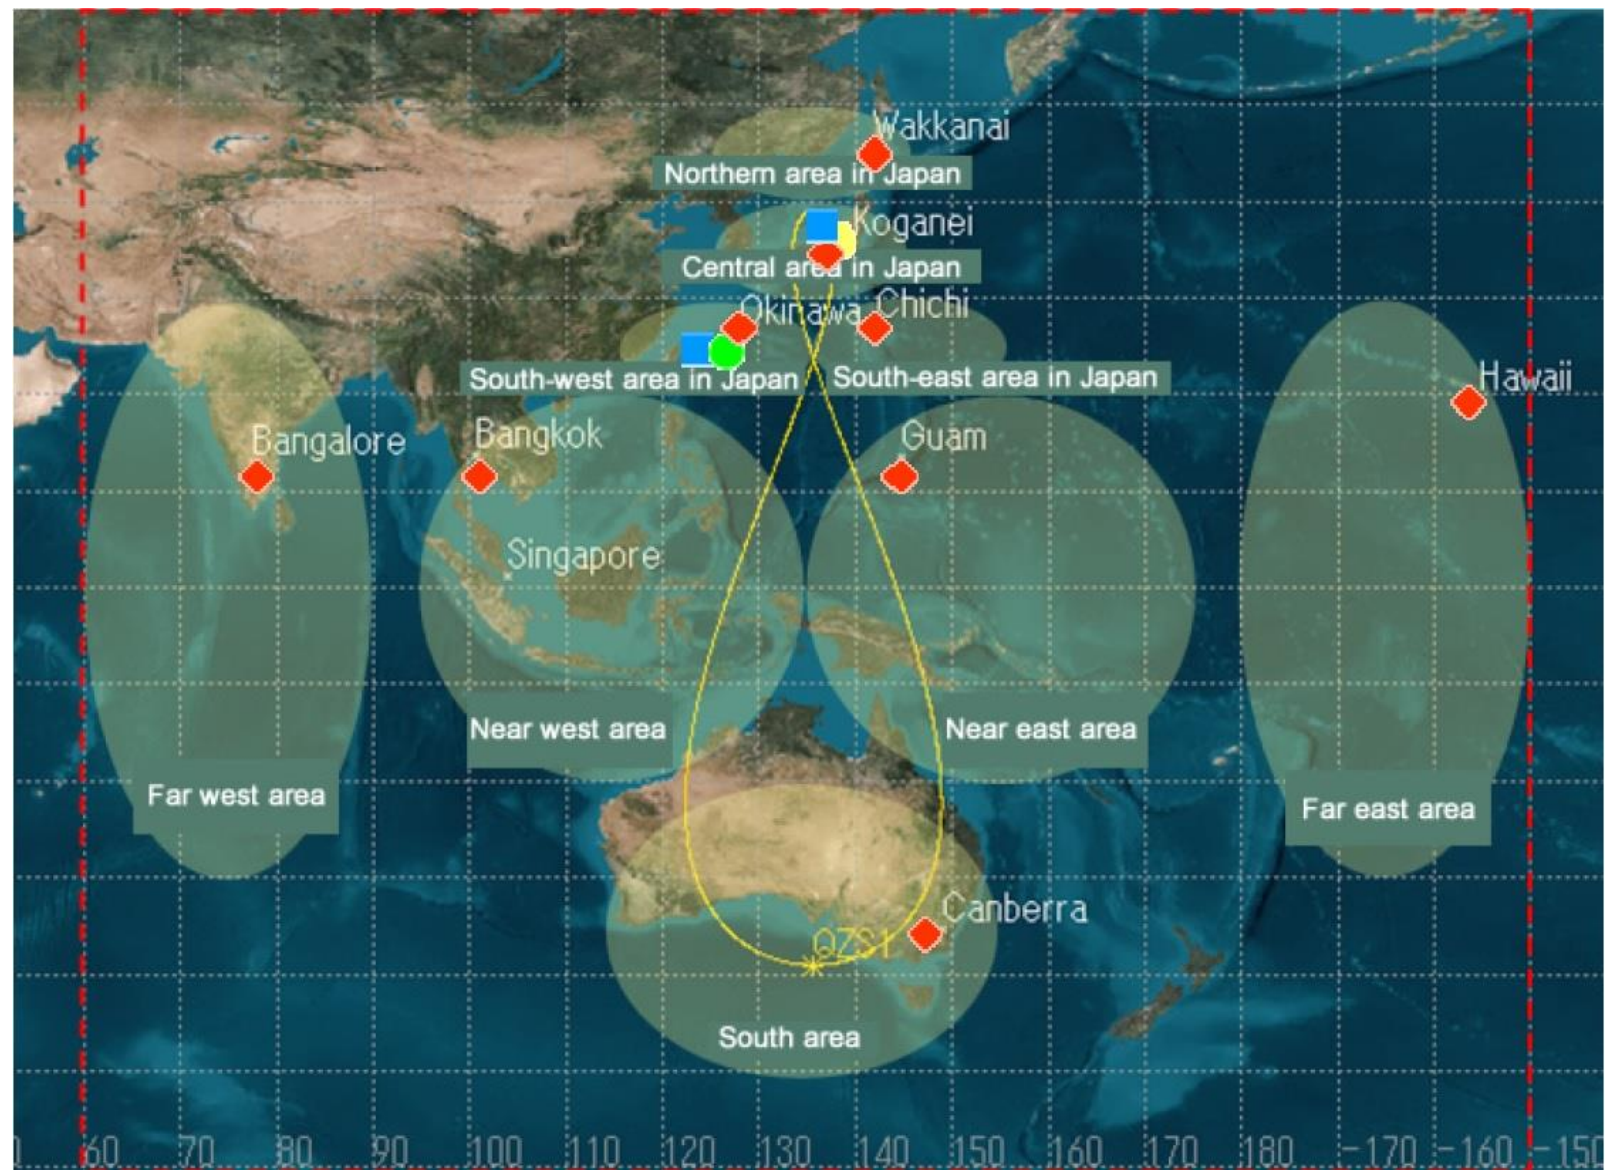 Wakkanai
Northern area in Japan
Koganei
Central area in Japan
Okinawa
Chichi
South-west area in Japan
South-east area in Japan
Hawaii
Bangalore
Bangkok
Guam
Singapore
Near west area
Near east area
Far west area
Far east area
Canberra
QZS1
South area
60 70 80 90 100 110 120 130 140 150 160 170 180 -170 -160 -150